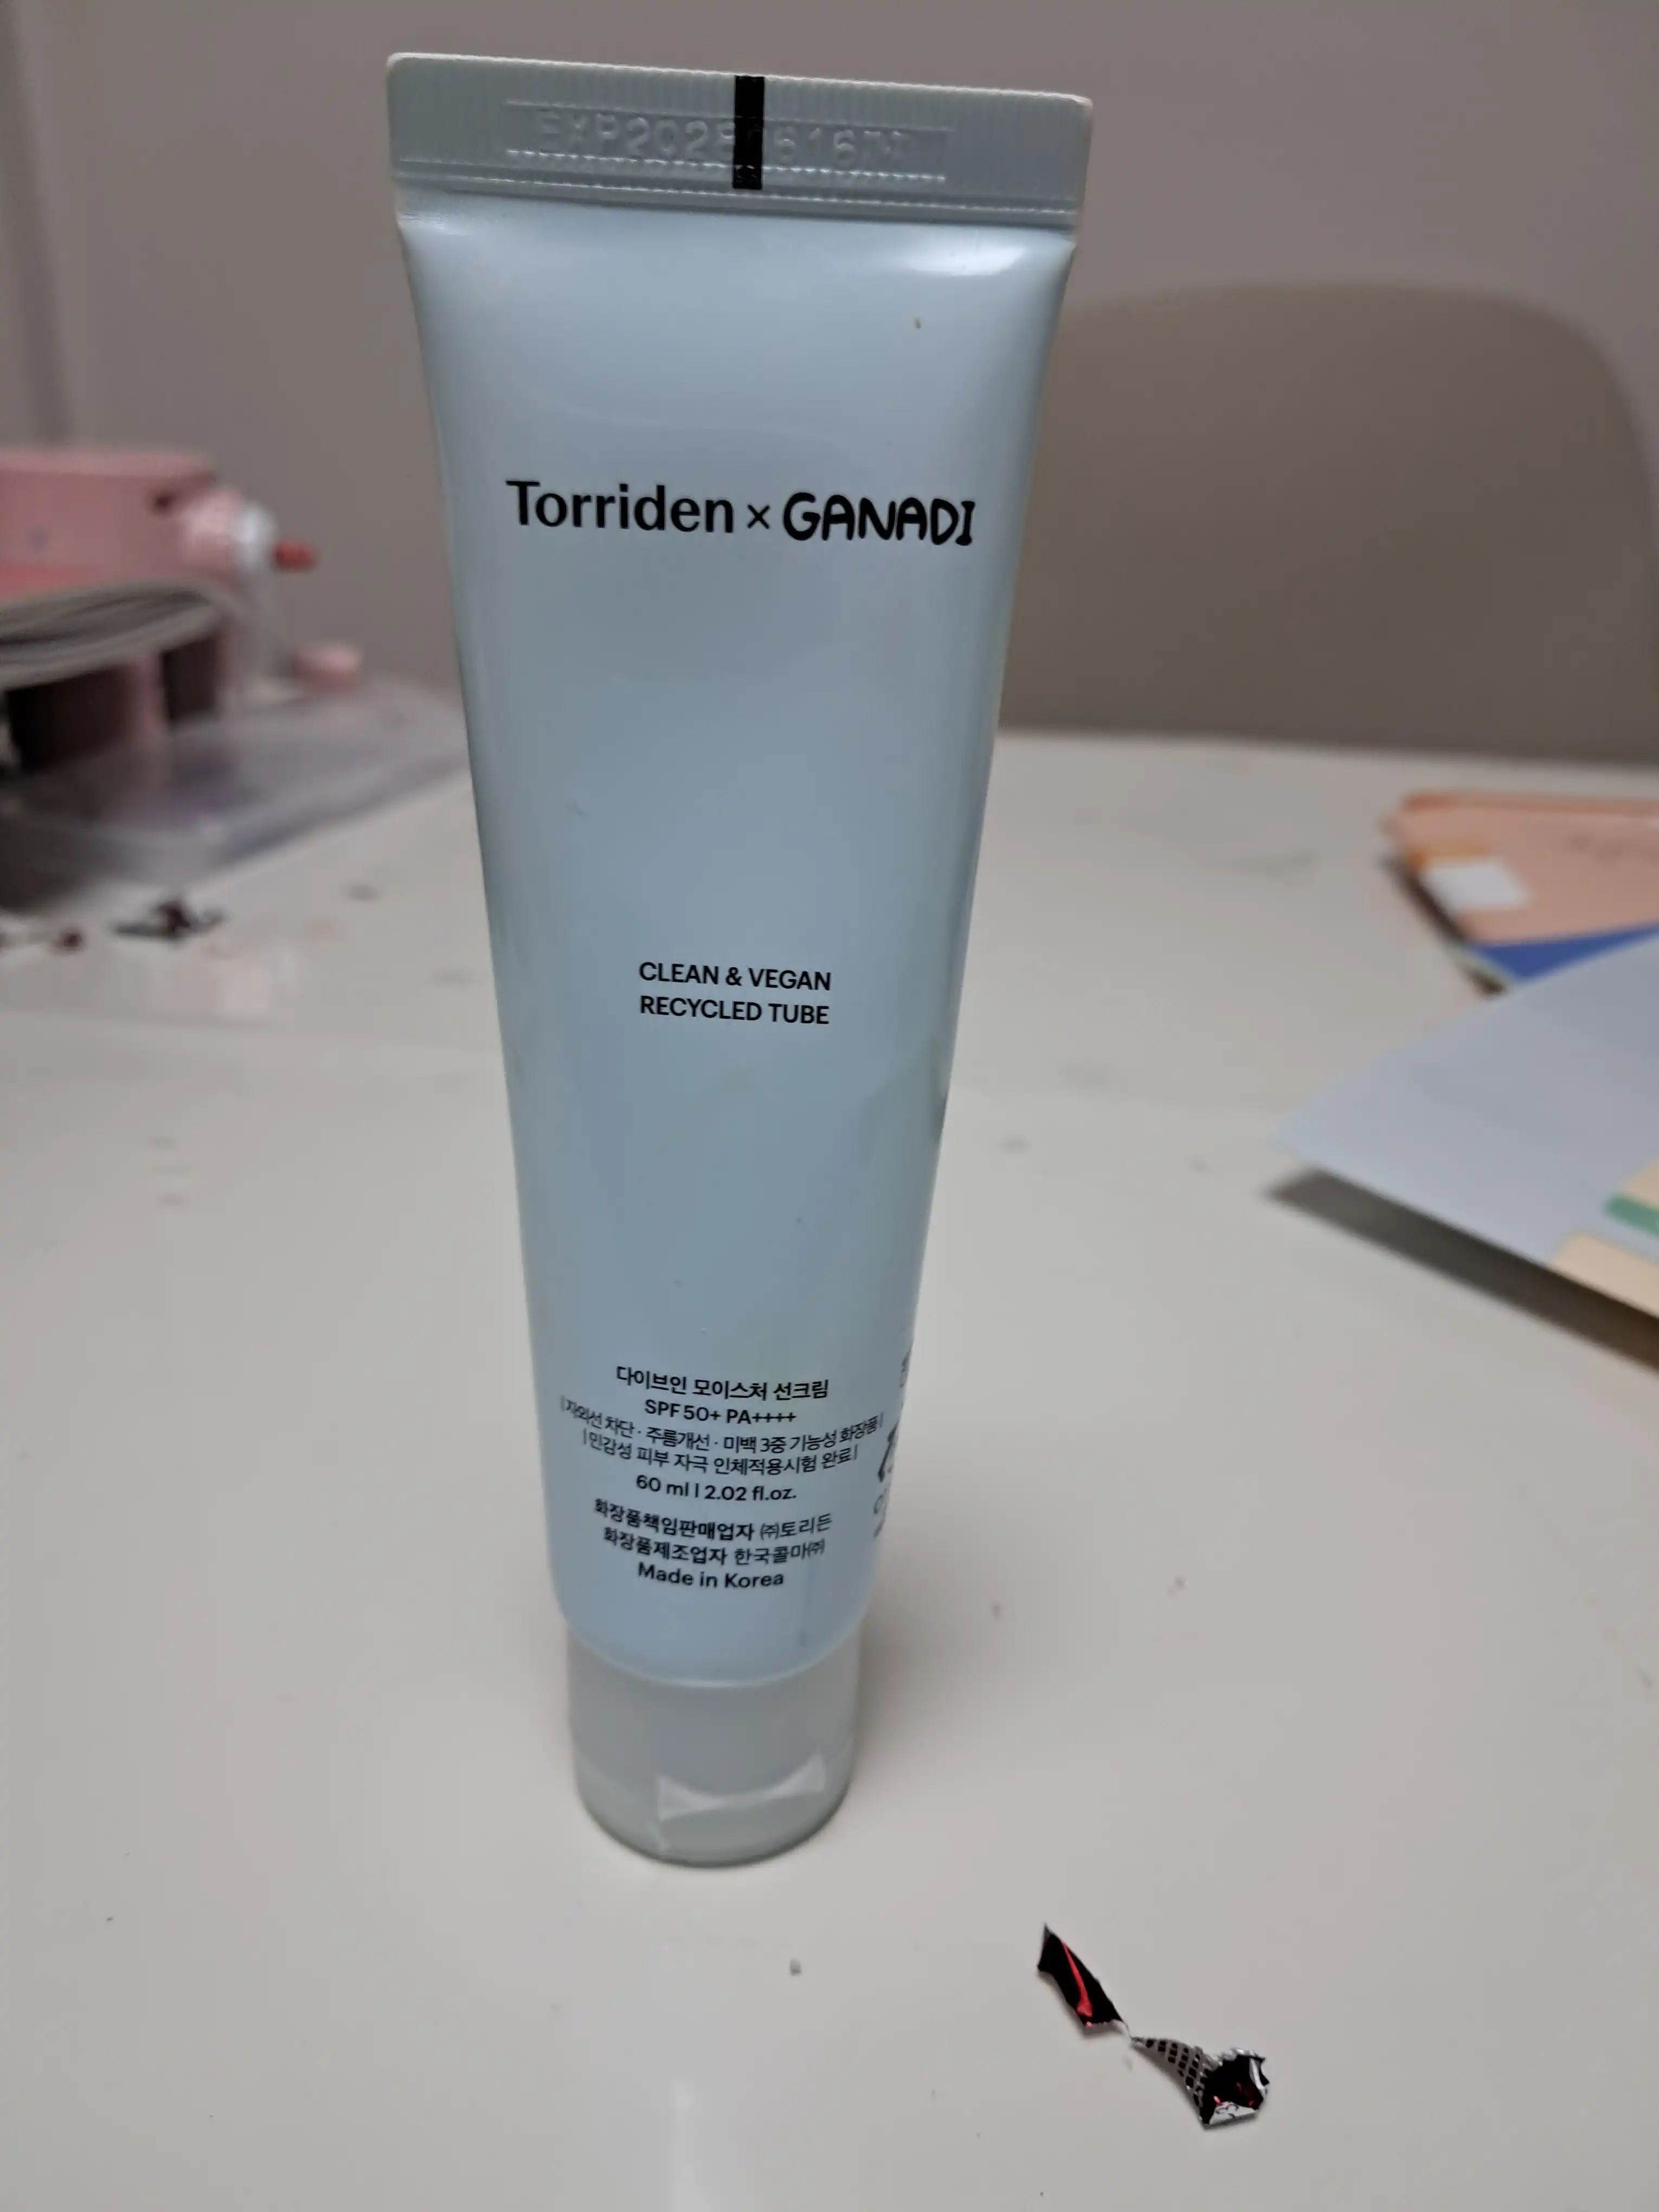 Torriden × GANADI
CLEAN & VEGAN
RECYCLED TUBE
다이브인 모이스처 선크림
SPF50+ PA++++
|자외선 차단 · 주름개선 · 미백 3중 기능성 화장품|
|민감성 피부 자극 인체적용시험 완료|
60 ml | 2.02 fl.oz.
화장품책임판매업자 ㈜토리든
화장품제조업자 한국콜마㈜
Made in Korea